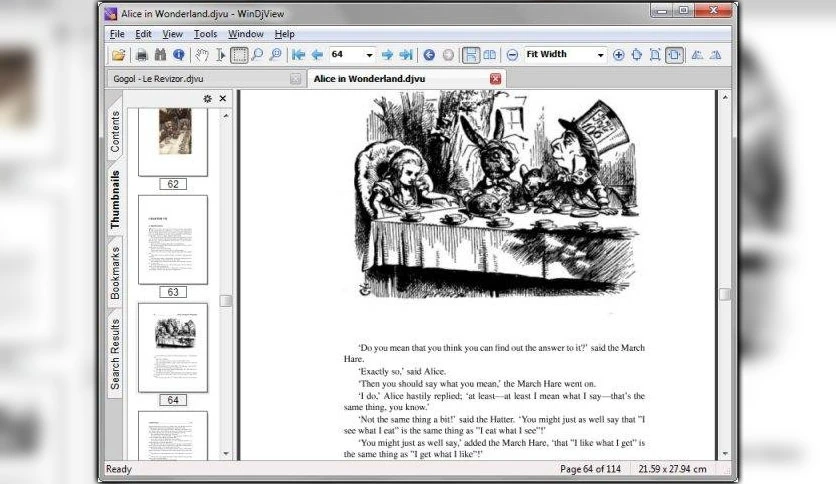 Alice in Wonderland.djvu - WinDjView
File Edit View Tools Window Help
64
Fit Width
Gogol - Le Revizor.djvu
Alice in Wonderland.djvu
Contents
Thumbnails
Bookmarks
Search Results
62
63
64
‘Do you mean that you think you can find out the answer to it?’ said the March
Hare.
‘Exactly so,’ said Alice.
‘Then you should say what you mean,’ the March Hare went on.
‘I do,’ Alice hastily replied; ‘at least—at least I mean what I say—that’s the
same thing, you know.’
‘Not the same thing a bit!’ said the Hatter. ‘You might just as well say that "I
see what I eat" is the same thing as "I eat what I see"!’
‘You might just as well say,’ added the March Hare, ‘that "I like what I get" is
the same thing as "I get what I like"!’
Ready
Page 64 of 114
21.59 x 27.94 cm